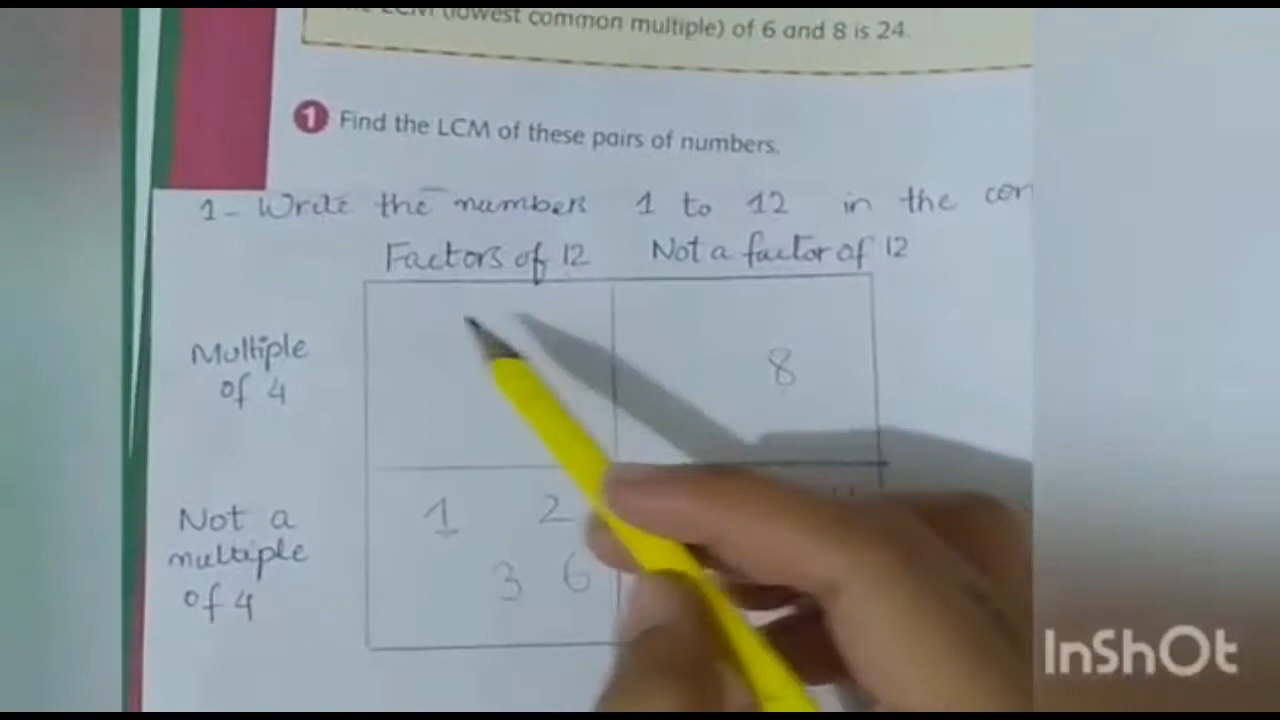 (lowest common multiple) of 6 and 8 is 24.
1 Find the LCM of these pairs of numbers.
1- Write the numbers 1 to 12 in the
Factors of 12 Not a factor of 12
Multiple
of 4
8
Not a
multiple
of 4
1 2
3 6
InShOt